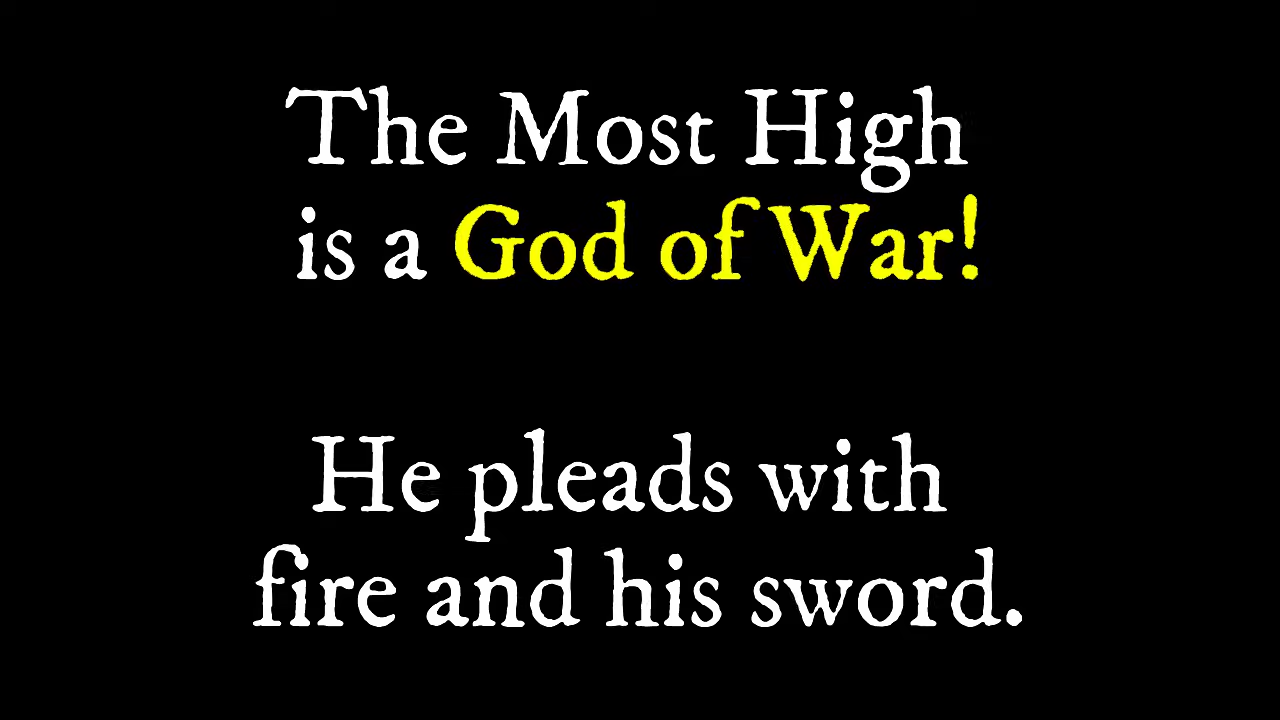 The Most High
is a God of War!
He pleads with
fire and his sword.